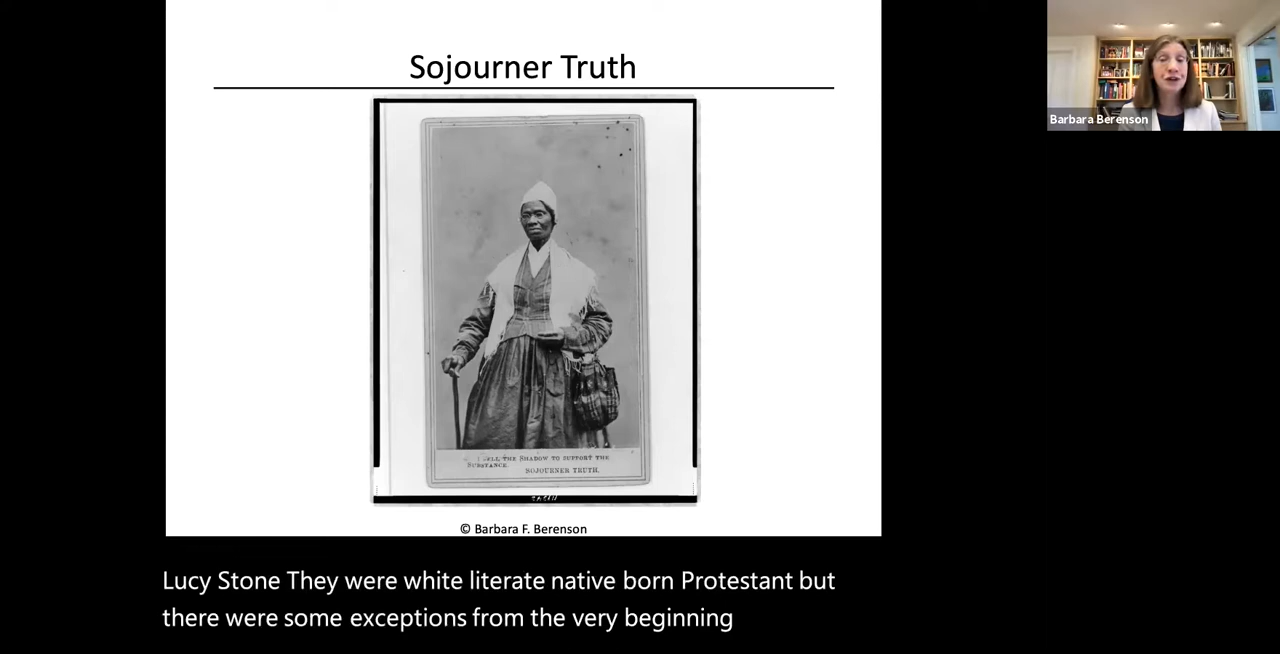 Sojourner Truth
Barbara Berenson
ELL THE SHADOW TO SUPPORT THE
SUBSTANCE.
SOJOURNER TRUTH.
© Barbara F. Berenson
Lucy Stone They were white literate native born Protestant but
there were some exceptions from the very beginning